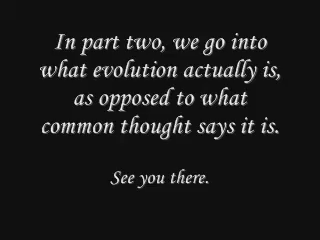 In part two, we go into
what evolution actually is,
as opposed to what
common thought says it is.
See you there.